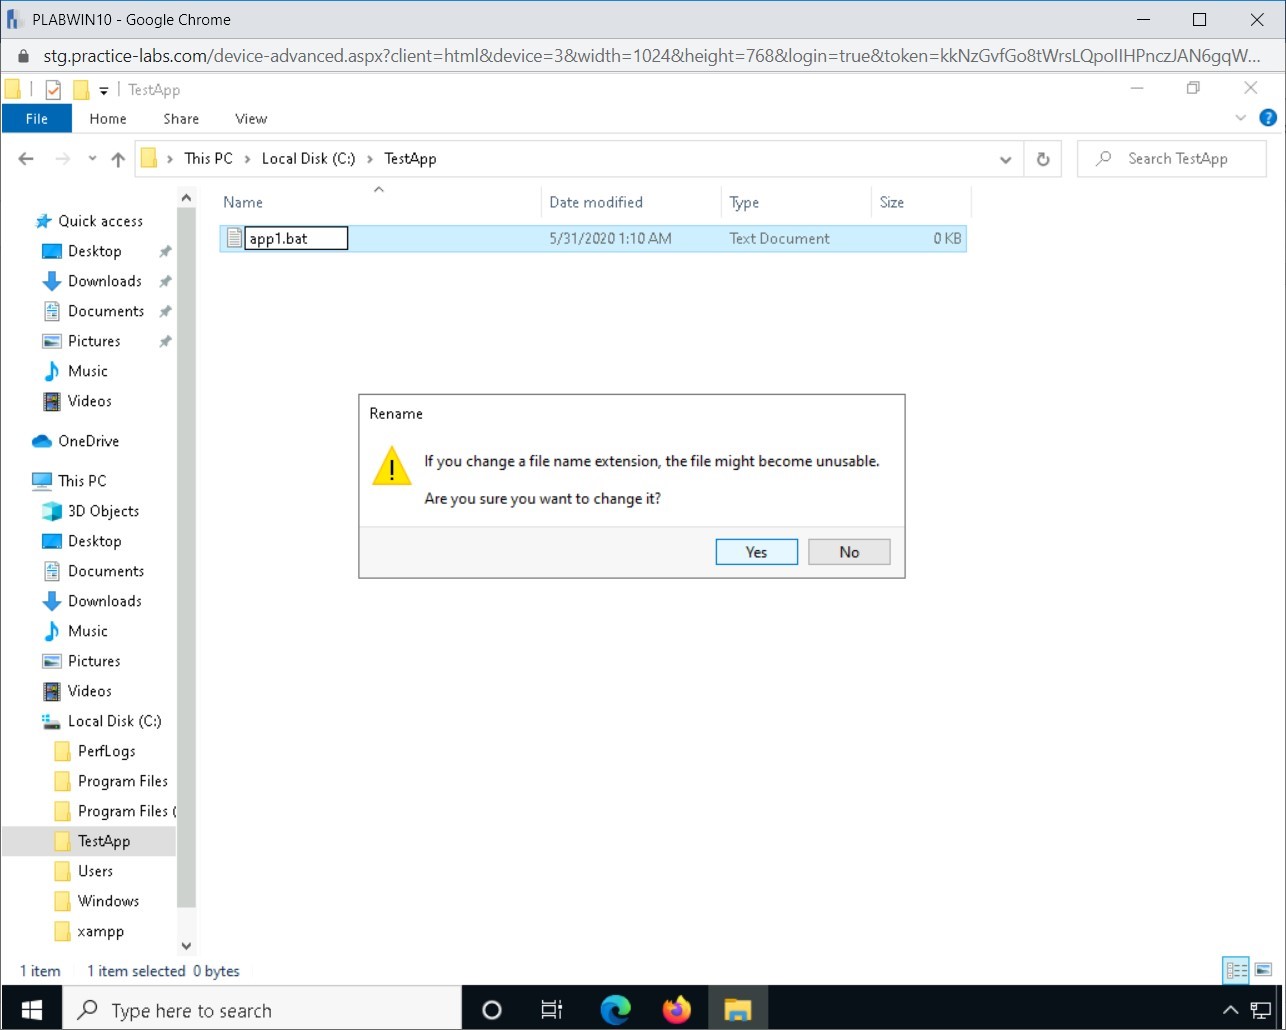 PLABWIN10 - Google Chrome
stg.practice-labs.com/device-advanced.aspx?client=html&device=3&width=1024&height=768&login=true&token=kkNzGvfGo8tWrsLQpoIIHPnczJAN6gqW...
TestApp
File Home Share View
This PC Local Disk (C:) TestApp
Search TestApp
Name Date modified Type Size
app1.bat 5/31/2020 1:10 AM Text Document 0 KB
Quick access
Desktop
Downloads
Documents
Pictures
Music
Videos
OneDrive
This PC
3D Objects
Desktop
Documents
Downloads
Music
Pictures
Videos
Local Disk (C:)
PerfLogs
Program Files
Program Files (
TestApp
Users
Windows
xampp
Rename
If you change a file name extension, the file might become unusable.
Are you sure you want to change it?
Yes No
1 item 1 item selected 0 bytes
Type here to search